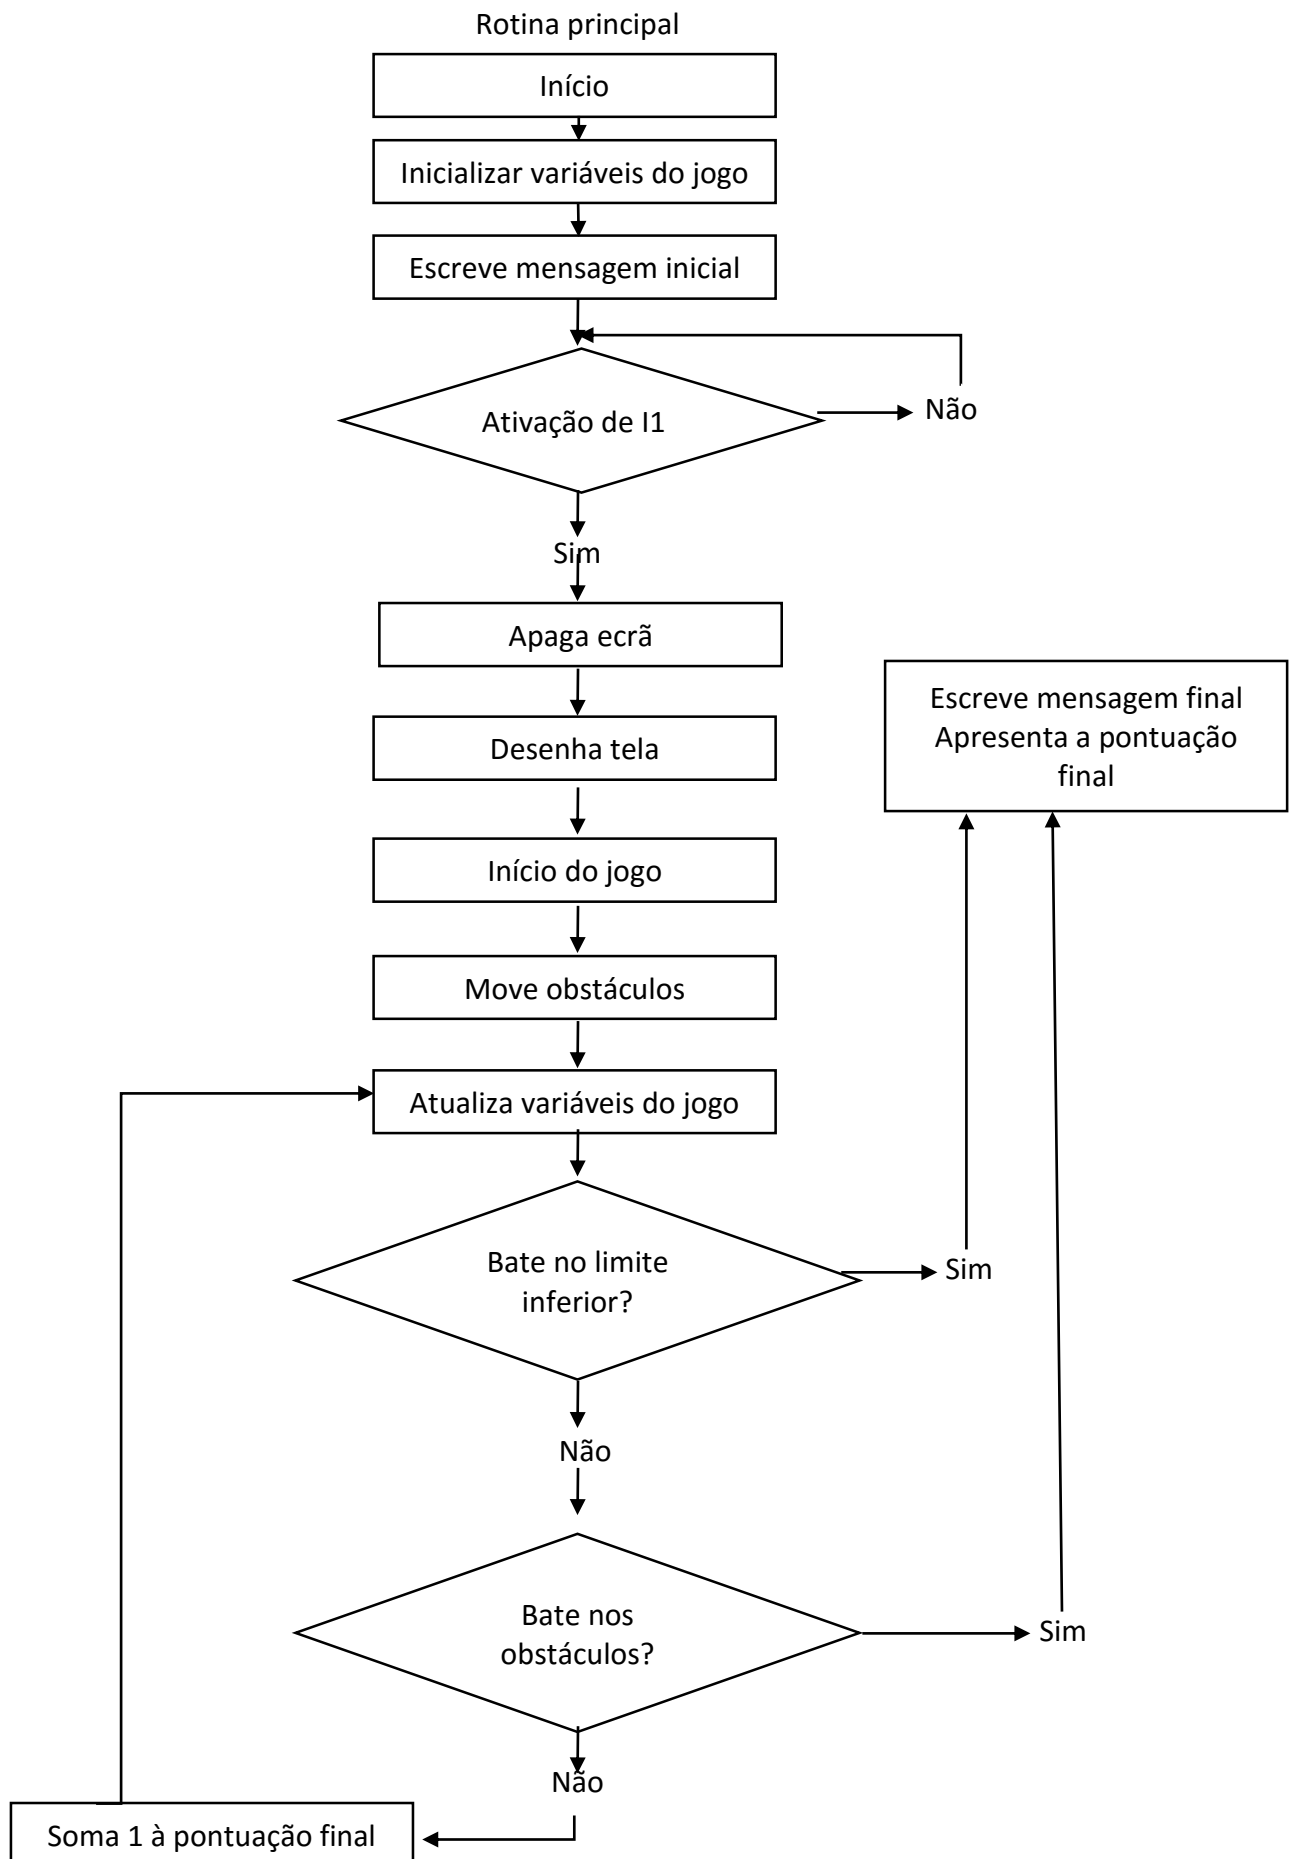 Rotina principal
Início
Inicializar variáveis do jogo
Escreve mensagem inicial
Ativação de I1
Não
Sim
Apaga ecrã
Desenha tela
Escreve mensagem final
Apresenta a pontuação
final
Início do jogo
Move obstáculos
Atualiza variáveis do jogo
Bate no limite
inferior?
Sim
Não
Bate nos
obstáculos?
Sim
Não
Soma 1 à pontuação final